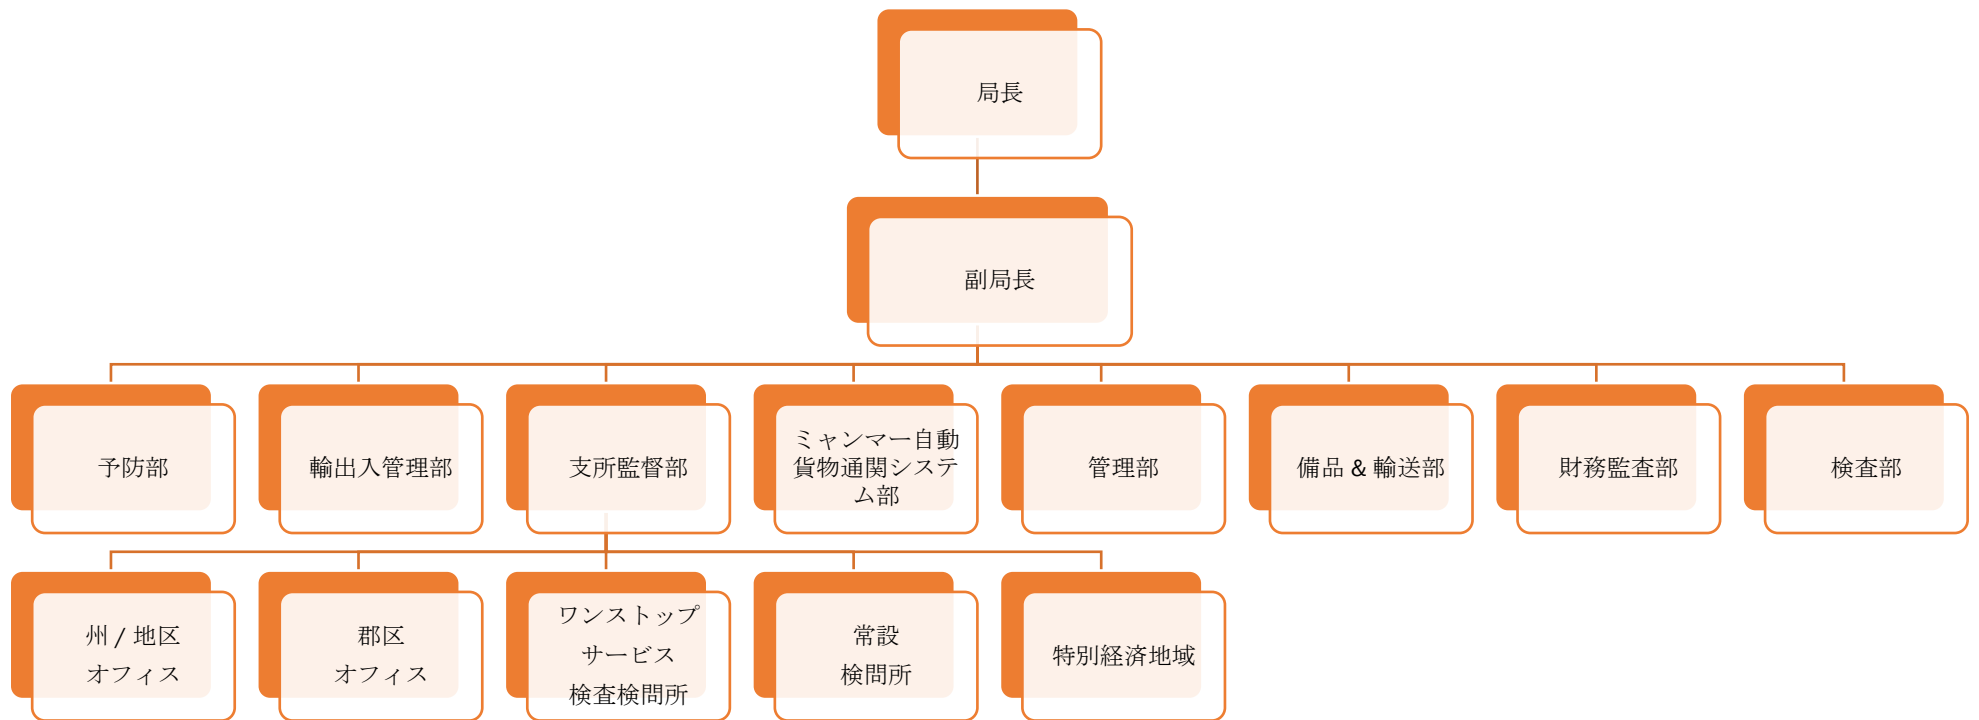 局長
副局長
予防部
輸出入管理部
支所監督部
ミャンマー自動
貨物通関システ
ム部
管理部
備品 & 輸送部
財務監査部
検査部
州 / 地区
オフィス
郡区
オフィス
ワンストップ
サービス
検査検問所
常設
検問所
特別経済地域